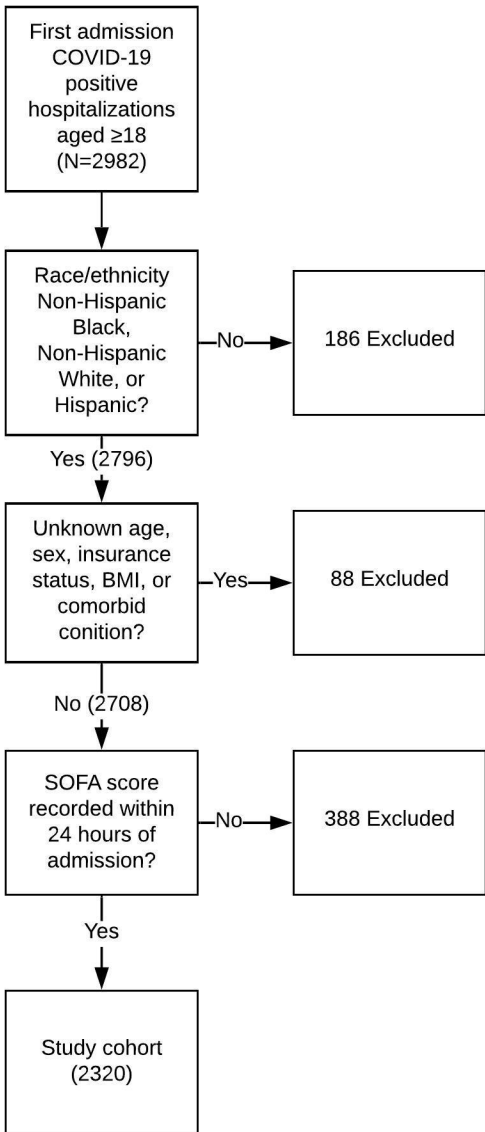 First admission
COVID-19
positive
hospitalizations
aged ≥18
(N=2982)
Race/ethnicity
Non-Hispanic
Black,
Non-Hispanic
White, or
Hispanic?
No
186 Excluded
Yes (2796)
Unknown age,
sex, insurance
status, BMI, or
comorbid
conition?
Yes
88 Excluded
No (2708)
SOFA score
recorded within
24 hours of
admission?
No
388 Excluded
Yes
Study cohort
(2320)